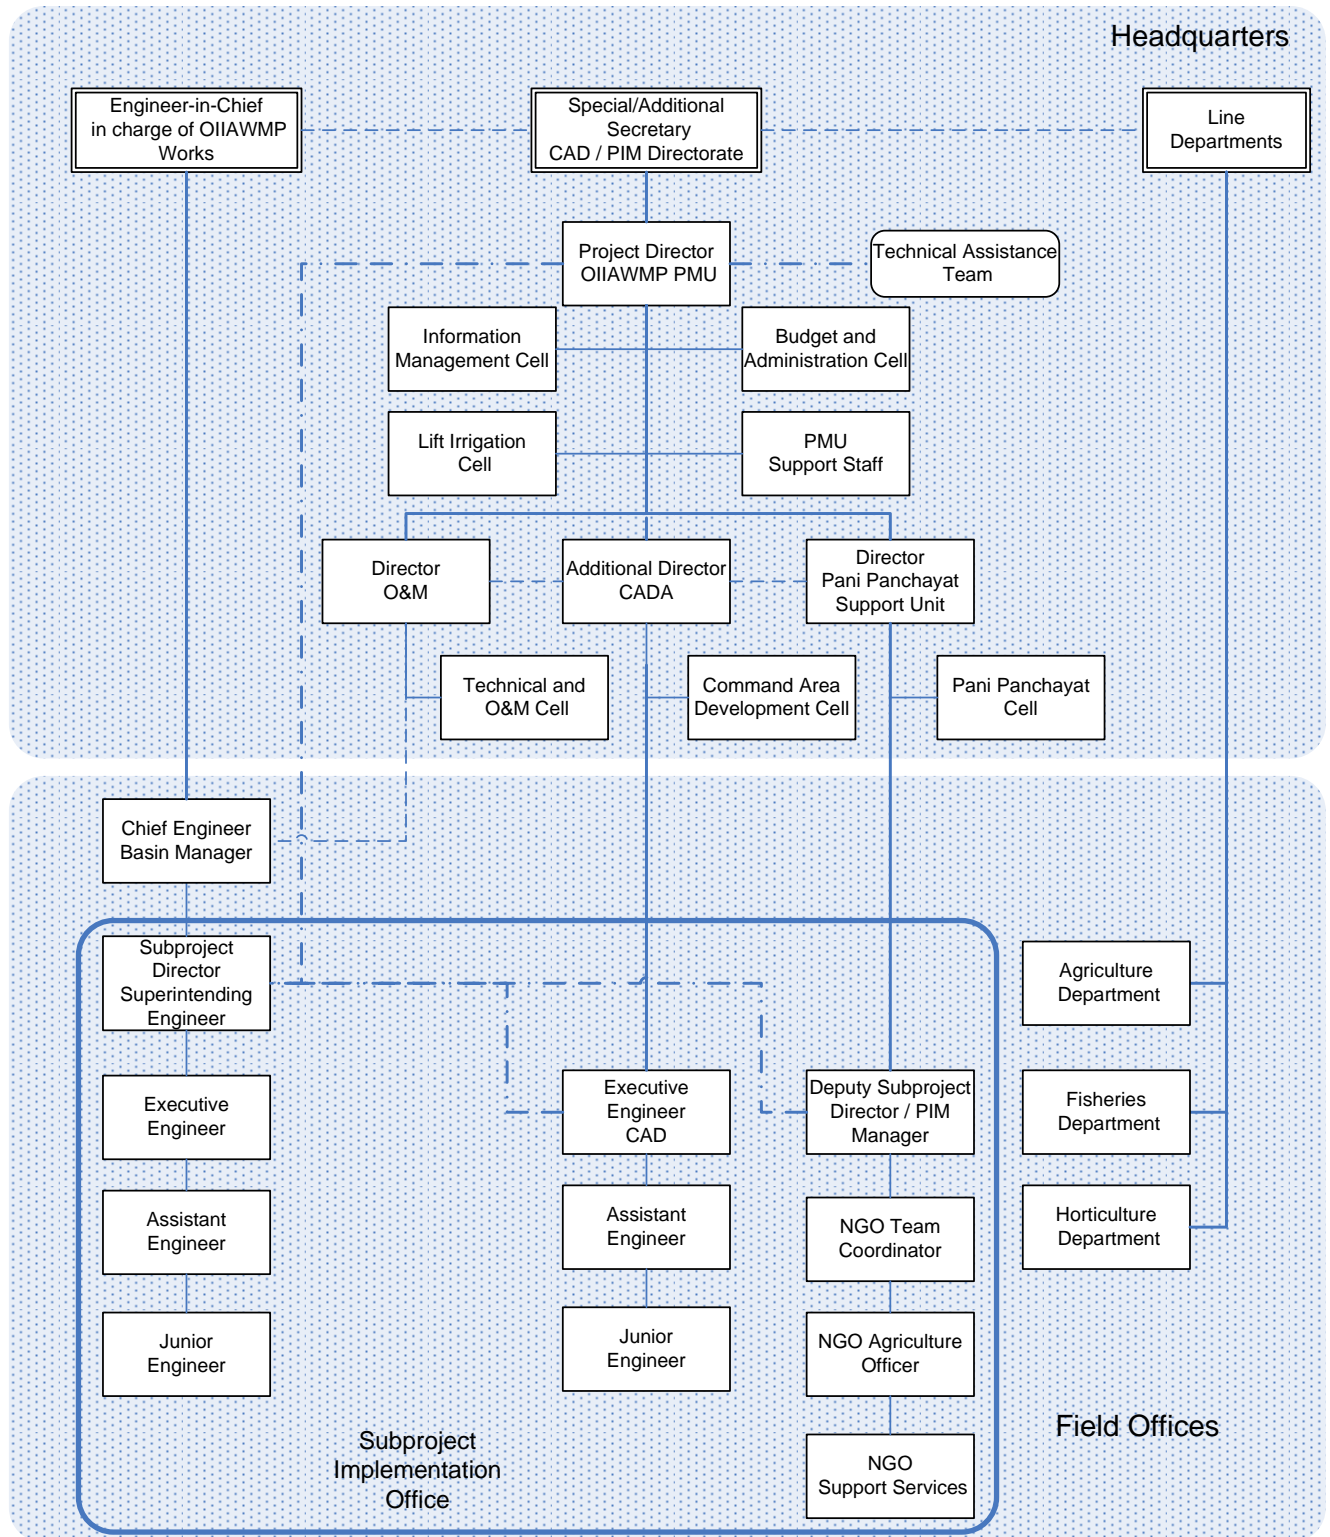 Headquarters
Engineer-in-Chief
in charge of OIIAWMP
Works
Special/Additional
Secretary
CAD / PIM Directorate
Line
Departments
Project Director
OIIAWMP PMU
Technical Assistance
Team
Information
Management Cell
Budget and
Administration Cell
Lift Irrigation
Cell
PMU
Support Staff
Director
O&M
Additional Director
CADA
Director
Pani Panchayat
Support Unit
Technical and
O&M Cell
Command Area
Development Cell
Pani Panchayat
Cell
Chief Engineer
Basin Manager
Subproject
Director
Superintending
Engineer
Agriculture
Department
Executive
Engineer
Executive
Engineer
CAD
Deputy Subproject
Director / PIM
Manager
Fisheries
Department
Assistant
Engineer
Assistant
Engineer
NGO Team
Coordinator
Horticulture
Department
Junior
Engineer
Junior
Engineer
NGO Agriculture
Officer
Field Offices
Subproject
Implementation
Office
NGO
Support Services